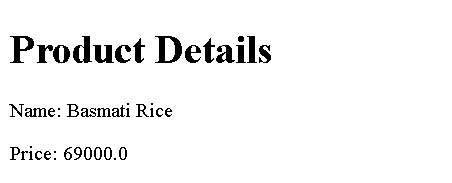 Product Details
Name: Basmati Rice
Price: 69000.0